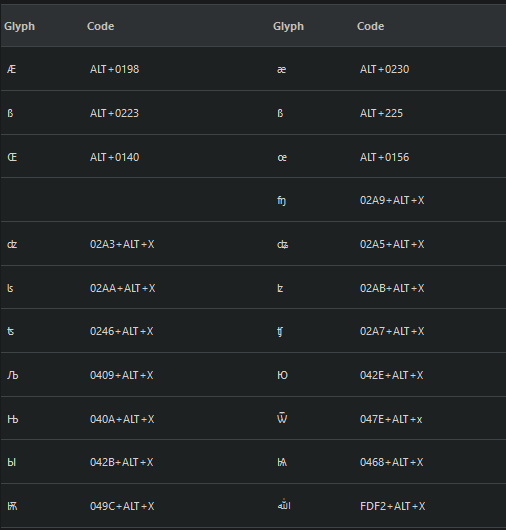 Glyph Code Glyph Code
Æ ALT+0198 æ ALT+0230
ß ALT+0223 ß ALT+225
Œ ALT+0140 œ ALT+0156
ʩ 02A9+ALT+X
ʣ 02A3+ALT+X ʥ 02A5+ALT+X
ʪ 02AA+ALT+X ʫ 02AB+ALT+X
ʦ 0246+ALT+X ʧ 02A7+ALT+X
Љ 0409+ALT+X Ю 042E+ALT+X
Њ 040A+ALT+X Ѿ 047E+ALT+x
Ы 042B+ALT+X Ѩ 0468+ALT+X
Ѭ 049C+ALT+X ﷲ FDF2+ALT+X